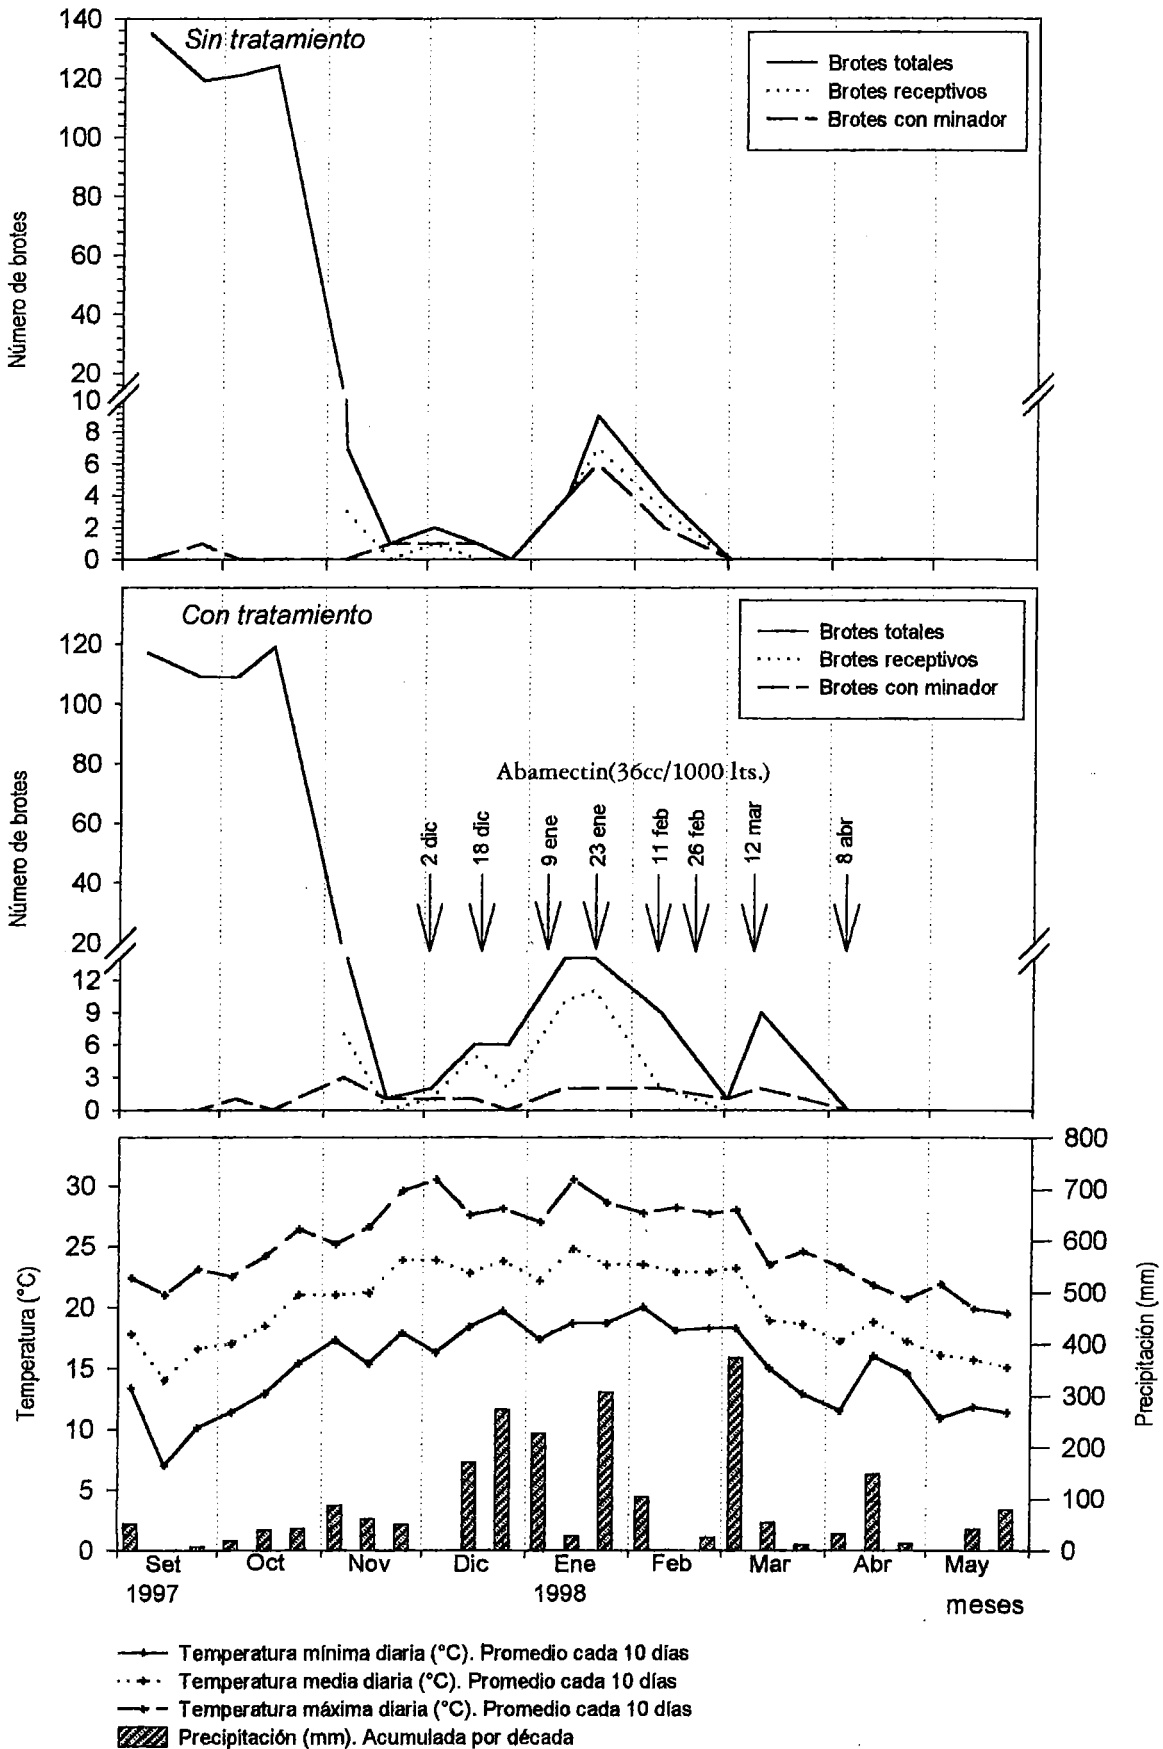 Sin tratamiento
Brotes totales
Brotes receptivos
Brotes con minador
Número de brotes
140
120
100
80
60
40
20
10
8
6
4
2
0
Con tratamiento
Brotes totales
Brotes receptivos
Brotes con minador
Número de brotes
120
100
80
60
40
20
12
9
6
3
0
Abamectin(36cc/1000 lts.)
2 dic
18 dic
9 ene
23 ene
11 feb
26 feb
12 mar
8 abr
Temperatura (°C)
30
25
20
15
10
5
0
Precipitación (mm)
800
700
600
500
400
300
200
100
0
Set Oct Nov Dic Ene Feb Mar Abr May
1997 1998 meses
Temperatura mínima diaria (°C). Promedio cada 10 días
Temperatura media diaria (°C). Promedio cada 10 días
Temperatura máxima diaria (°C). Promedio cada 10 días
Precipitación (mm). Acumulada por década